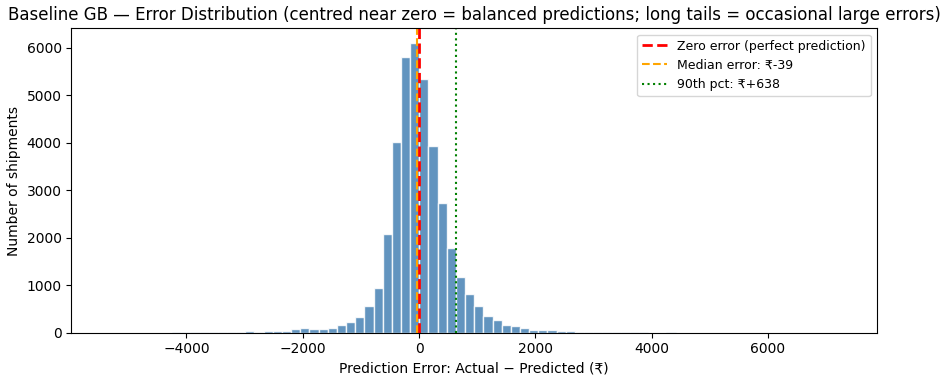 Baseline GB — Error Distribution (centred near zero = balanced predictions; long tails = occasional large errors)
Zero error (perfect prediction)
Median error: ₹-39
90th pct: ₹+638
Number of shipments
6000
5000
4000
3000
2000
1000
0
−4000
−2000
0
2000
4000
6000
Prediction Error: Actual − Predicted (₹)